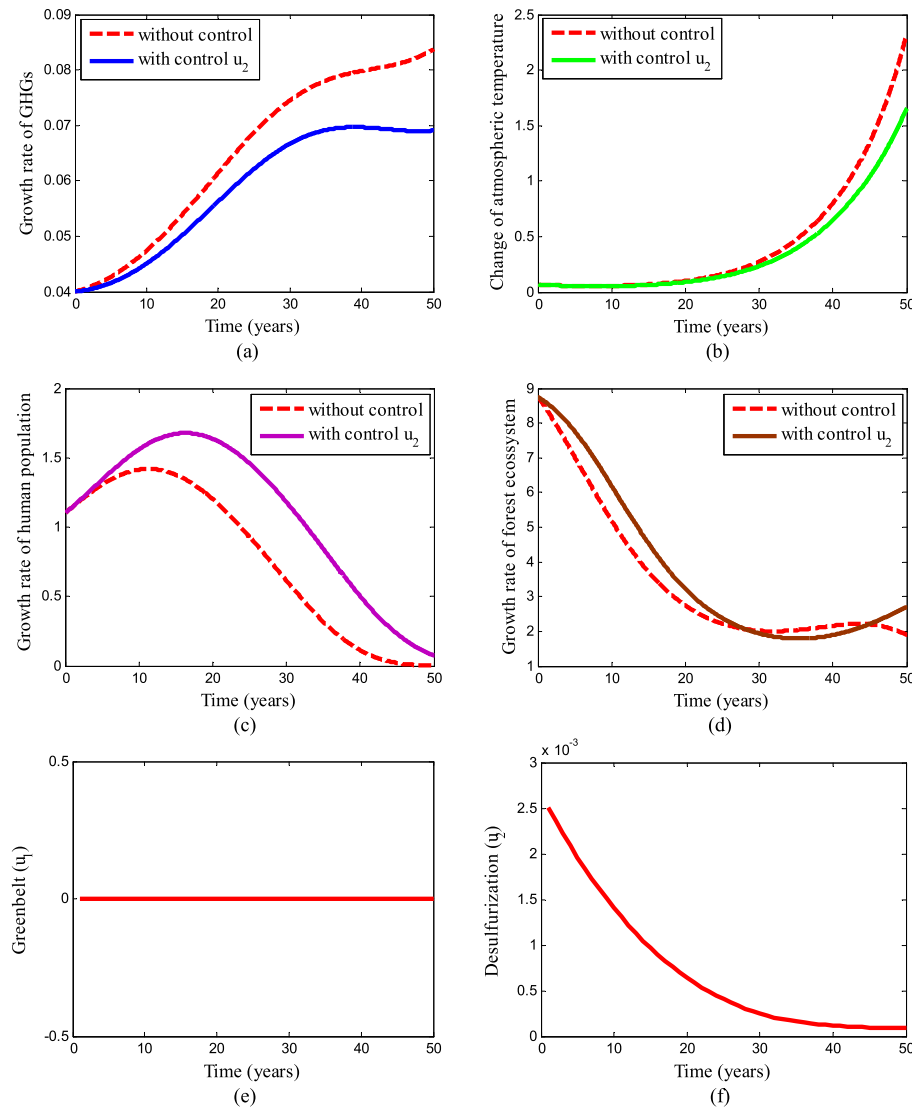 0.09
0.08
0.07
0.06
0.05
0.04
without control
with control u2
Growth rate of GHGs
0 10 20 30 40 50
Time (years)
(a)
2.5
2
1.5
1
0.5
0
without control
with control u2
Change of atmospheric temperature
0 10 20 30 40 50
Time (years)
(b)
2
1.5
1
0.5
0
without control
with control u2
Growth rate of human population
0 10 20 30 40 50
Time (years)
(c)
9
8
7
6
5
4
3
2
1
without control
with control u2
Growth rate of forest ecosystem
0 10 20 30 40 50
Time (years)
(d)
0.5
0
-0.5
Greenbelt (u1)
0 10 20 30 40 50
Time (years)
(e)
x 10-3
3
2.5
2
1.5
1
0.5
0
Desulfurization (u2)
0 10 20 30 40 50
Time (years)
(f)